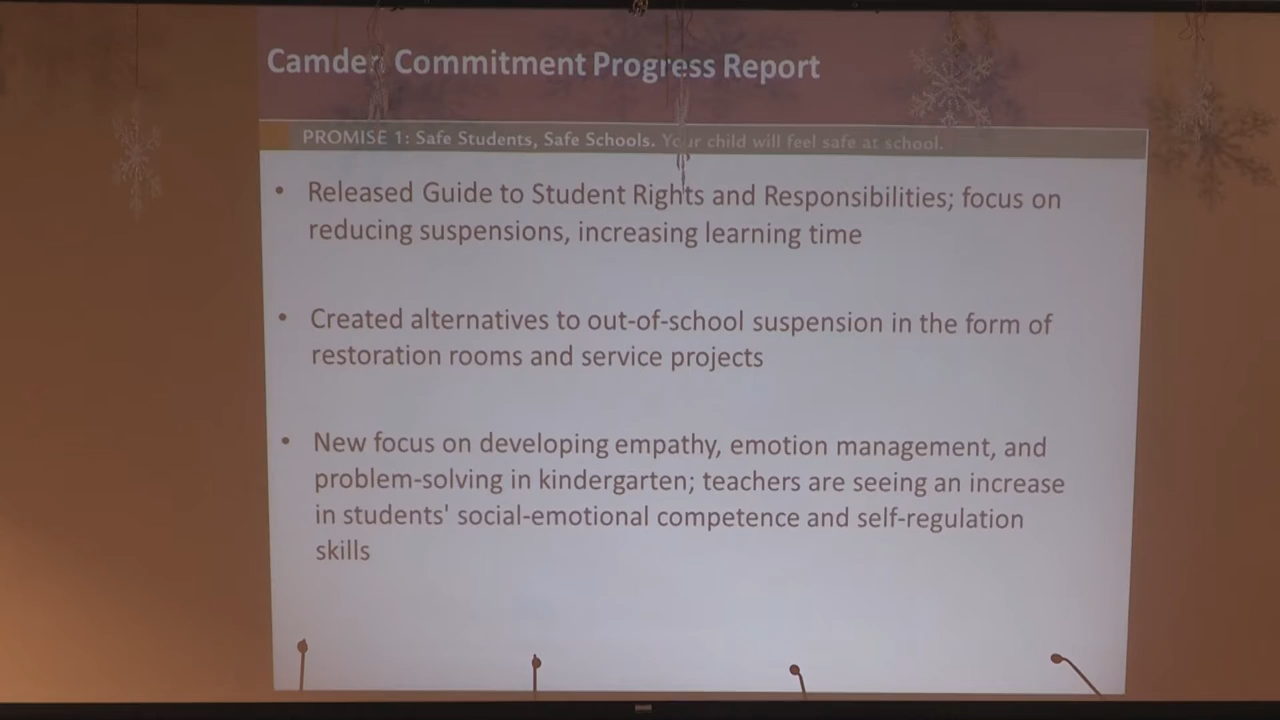 Camden Commitment Progress Report
PROMISE 1: Safe Students, Safe Schools. Your child will feel safe at school.
• Released Guide to Student Rights and Responsibilities; focus on
reducing suspensions, increasing learning time
• Created alternatives to out-of-school suspension in the form of
restoration rooms and service projects
• New focus on developing empathy, emotion management, and
problem-solving in kindergarten; teachers are seeing an increase
in students' social-emotional competence and self-regulation
skills